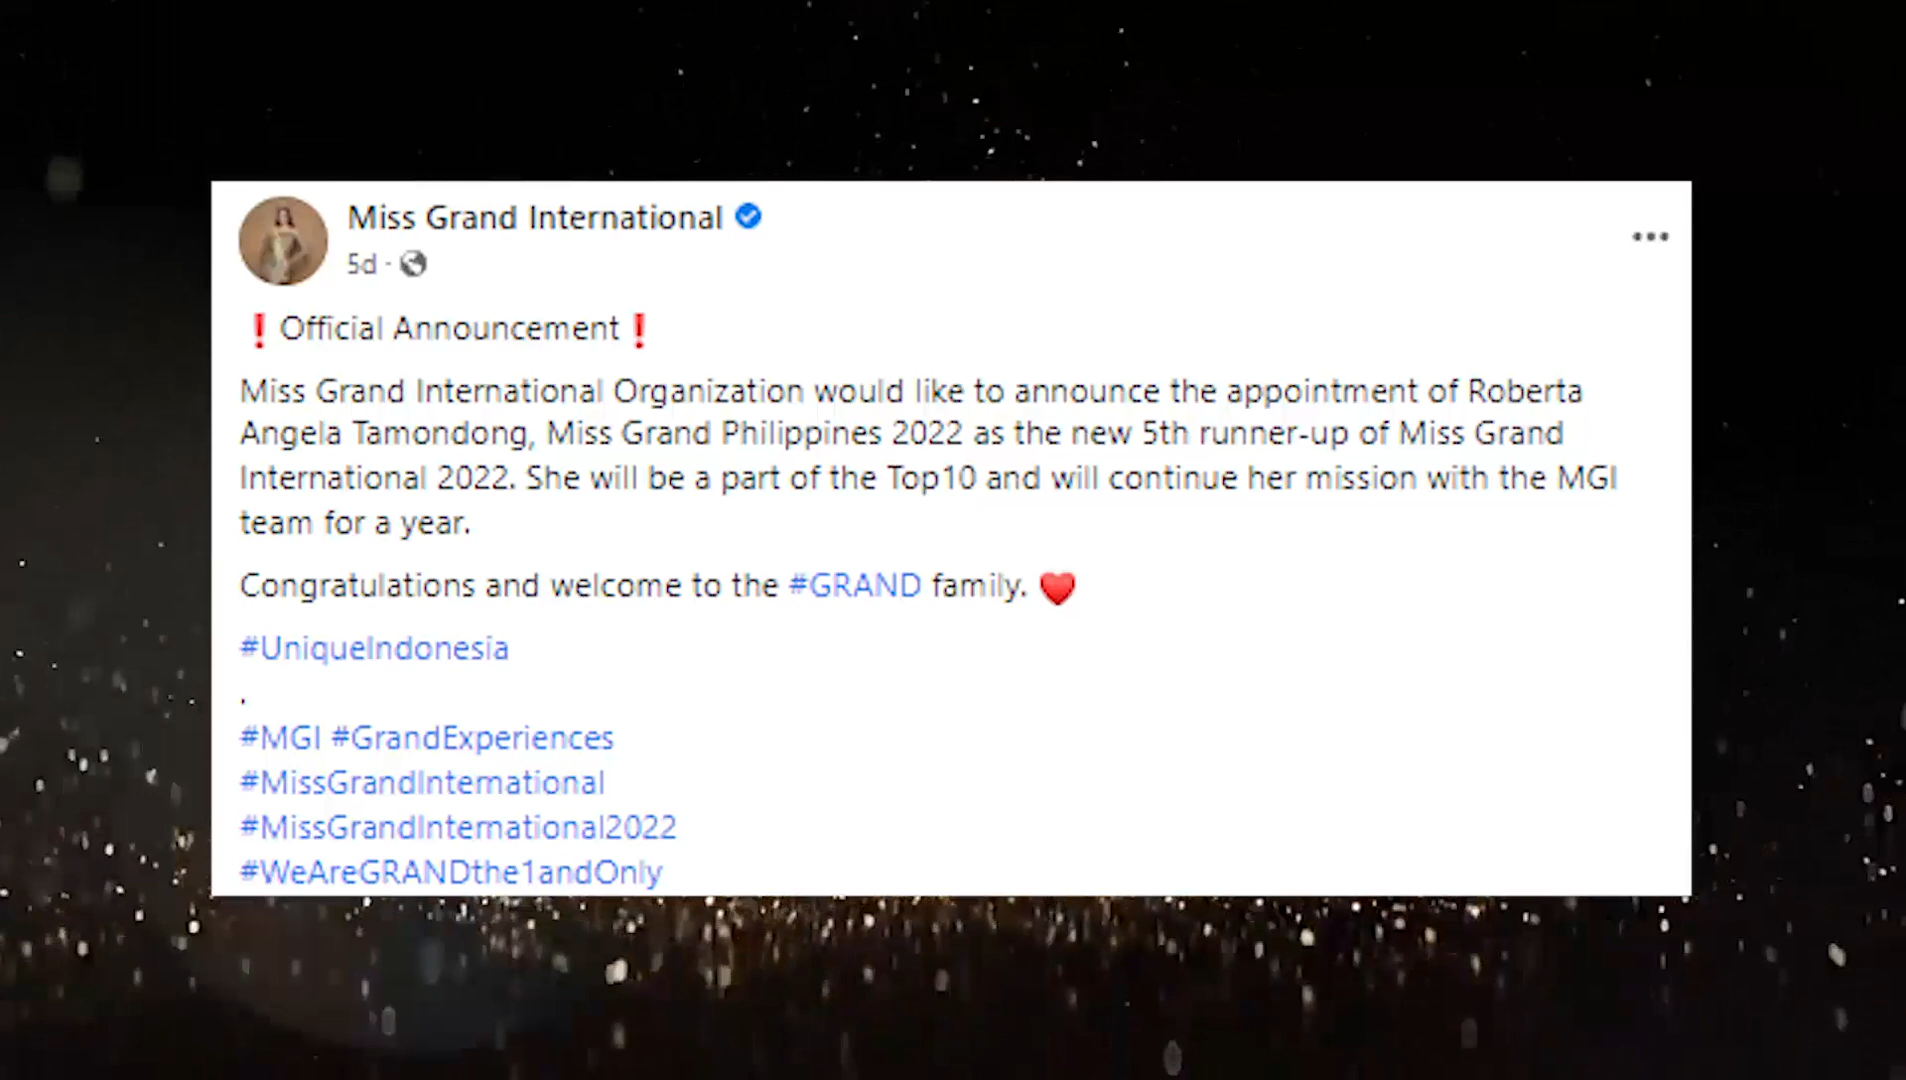 Miss Grand International
5d ·
❗Official Announcement❗
Miss Grand International Organization would like to announce the appointment of Roberta
Angela Tamondong, Miss Grand Philippines 2022 as the new 5th runner-up of Miss Grand
International 2022. She will be a part of the Top10 and will continue her mission with the MGI
team for a year.
Congratulations and welcome to the #GRAND family. ♥
#UniqueIndonesia
.
#MGI #GrandExperiences
#MissGrandInternational
#MissGrandInternational2022
#WeAreGRANDthe1andOnly